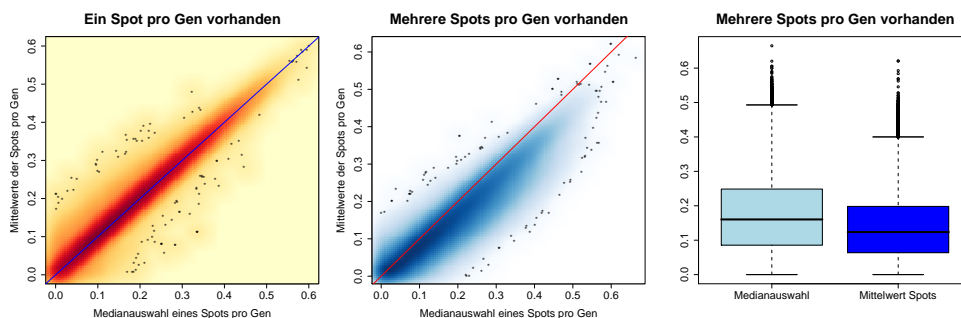 Ein Spot pro Gen vorhanden
Mittelwerte der Spots pro Gen
0.0 0.1 0.2 0.3 0.4 0.5 0.6
0.0 0.1 0.2 0.3 0.4 0.5 0.6
Medianauswahl eines Spots pro Gen
Mehrere Spots pro Gen vorhanden
Mittelwerte der Spots pro Gen
0.0 0.1 0.2 0.3 0.4 0.5 0.6
0.0 0.1 0.2 0.3 0.4 0.5 0.6
Medianauswahl eines Spots pro Gen
Mehrere Spots pro Gen vorhanden
0.0 0.1 0.2 0.3 0.4 0.5 0.6
Medianauswahl Mittelwert Spots